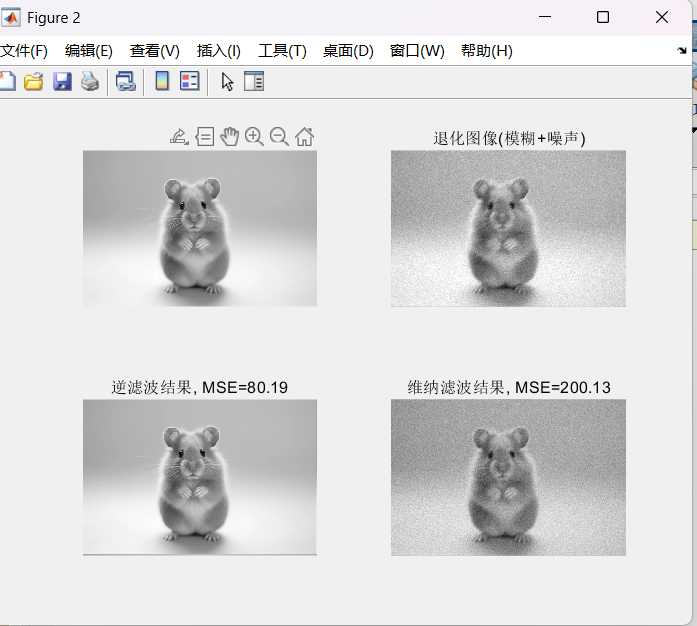 Figure 2
文件(F) 编辑(E) 查看(V) 插入(I) 工具(T) 桌面(D) 窗口(W) 帮助(H)
退化图像(模糊+噪声)
逆滤波结果, MSE=80.19
维纳滤波结果, MSE=200.13